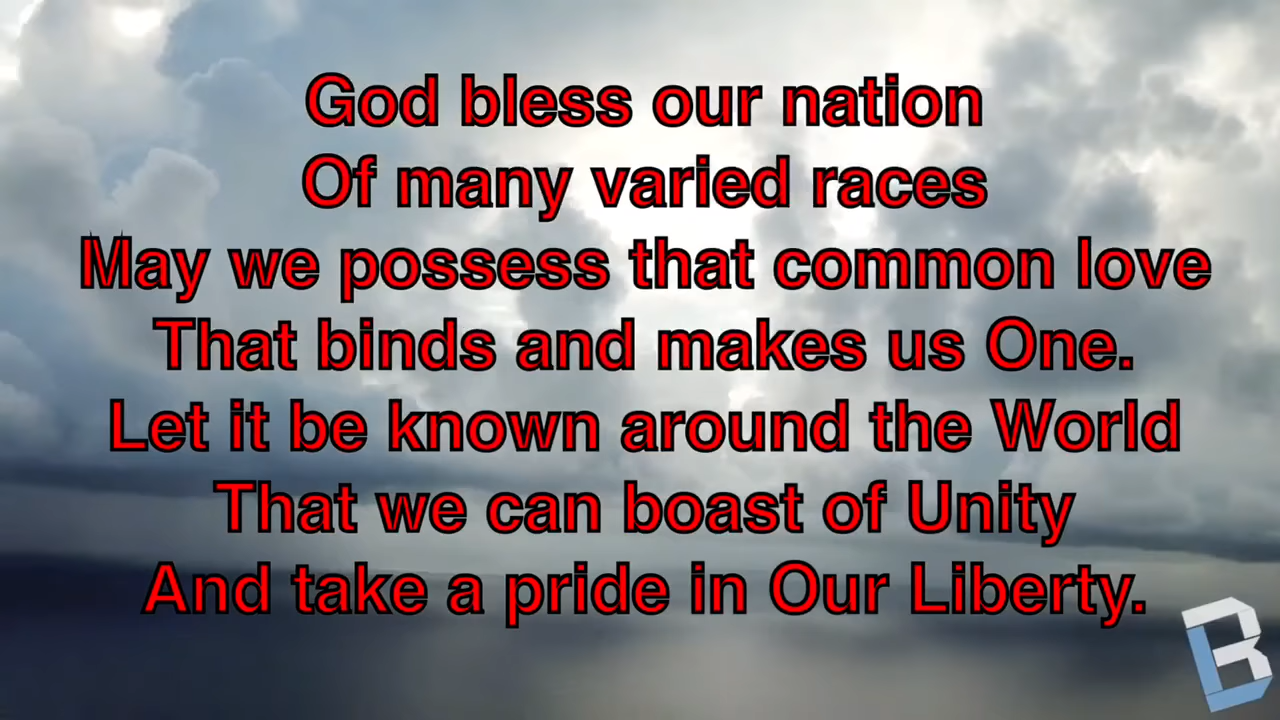 God bless our nation
Of many varied races
May we possess that common love
That binds and makes us One.
Let it be known around the World
That we can boast of Unity
And take a pride in Our Liberty.